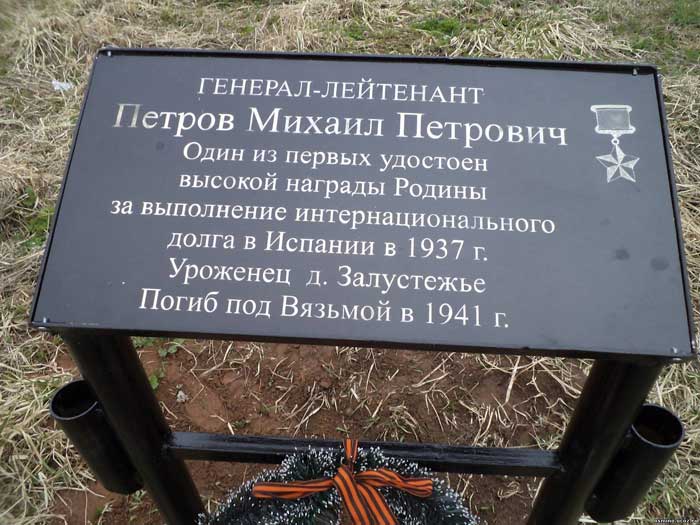 ГЕНЕРАЛ-ЛЕЙТЕНАНТ
Петров Михаил Петрович
Один из первых удостоен
высокой награды Родины
за выполнение интернационального
долга в Испании в 1937 г.
Уроженец д. Залустежье
Погиб под Вязьмой в 1941 г.